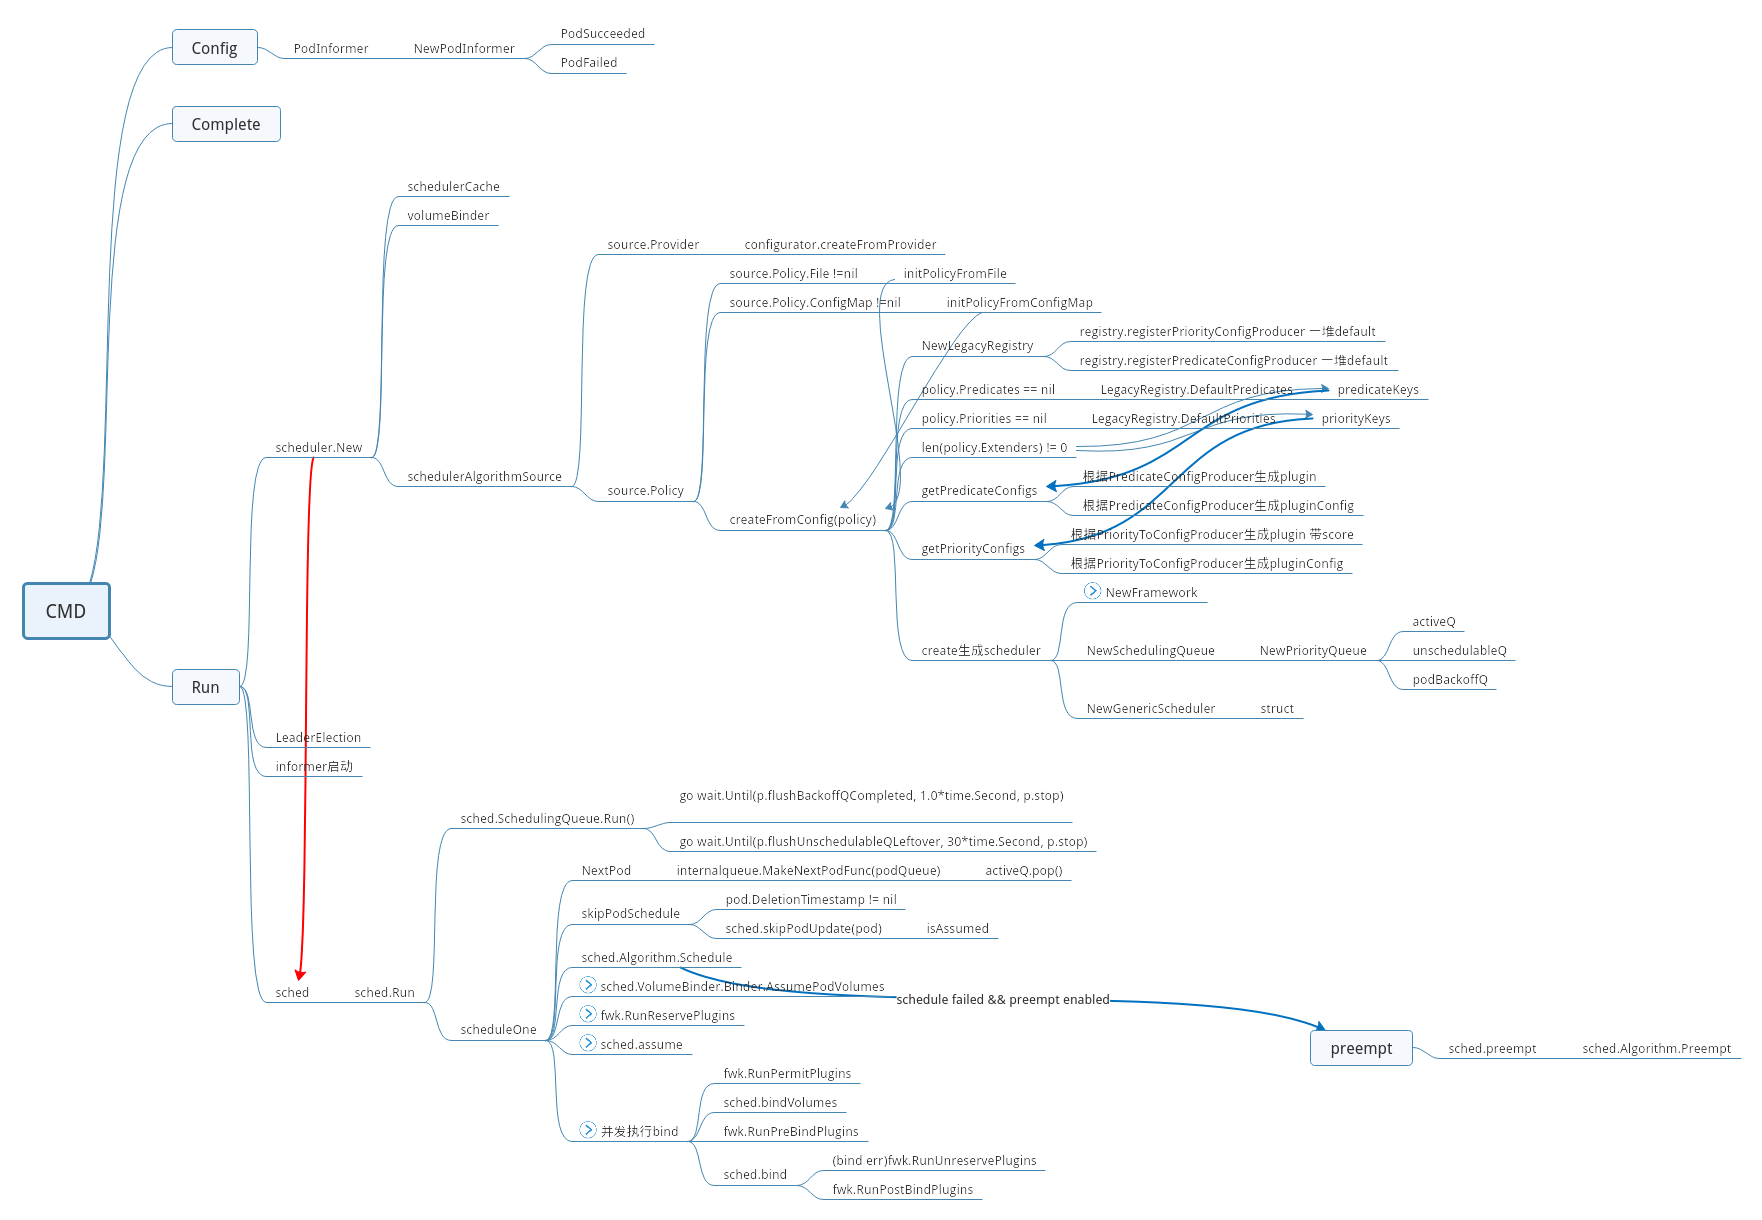 Config
PodInformer
NewPodInformer
PodSucceeded
PodFailed
Complete
schedulerCache
volumeBinder
source.Provider
configurator.createFromProvider
source.Policy.File !=nil
initPolicyFromFile
source.Policy.ConfigMap !=nil
initPolicyFromConfigMap
registry.registerPriorityConfigProducer 一堆default
NewLegacyRegistry
registry.registerPredicateConfigProducer 一堆default
policy.Predicates == nil
LegacyRegistry.DefaultPredicates
predicateKeys
policy.Priorities == nil
LegacyRegistry.DefaultPriorities
priorityKeys
scheduler.New
len(policy.Extenders) != 0
schedulerAlgorithmSource
根据PredicateConfigProducer生成plugin
source.Policy
getPredicateConfigs
根据PredicateConfigProducer生成pluginConfig
createFromConfig(policy)
根据PriorityToConfigProducer生成plugin 带score
getPriorityConfigs
根据PriorityToConfigProducer生成pluginConfig
NewFramework
CMD
activeQ
create生成scheduler
NewSchedulingQueue
NewPriorityQueue
unschedulableQ
podBackoffQ
Run
NewGenericScheduler
struct
LeaderElection
informer启动
go wait.Until(p.flushBackoffQCompleted, 1.0*time.Second, p.stop)
sched.SchedulingQueue.Run()
go wait.Until(p.flushUnschedulableQLeftover, 30*time.Second, p.stop)
NextPod
internalqueue.MakeNextPodFunc(podQueue)
activeQ.pop()
pod.DeletionTimestamp != nil
skipPodSchedule
sched.skipPodUpdate(pod)
isAssumed
sched.Algorithm.Schedule
sched.VolumeBinder.Binder.AssumePodVolumes
sched
sched.Run
schedule failed && preempt enabled
fwk.RunReservePlugins
scheduleOne
sched.assume
preempt
sched.preempt
sched.Algorithm.Preempt
fwk.RunPermitPlugins
sched.bindVolumes
并发执行bind
fwk.RunPreBindPlugins
(bind err)fwk.RunUnreservePlugins
sched.bind
fwk.RunPostBindPlugins